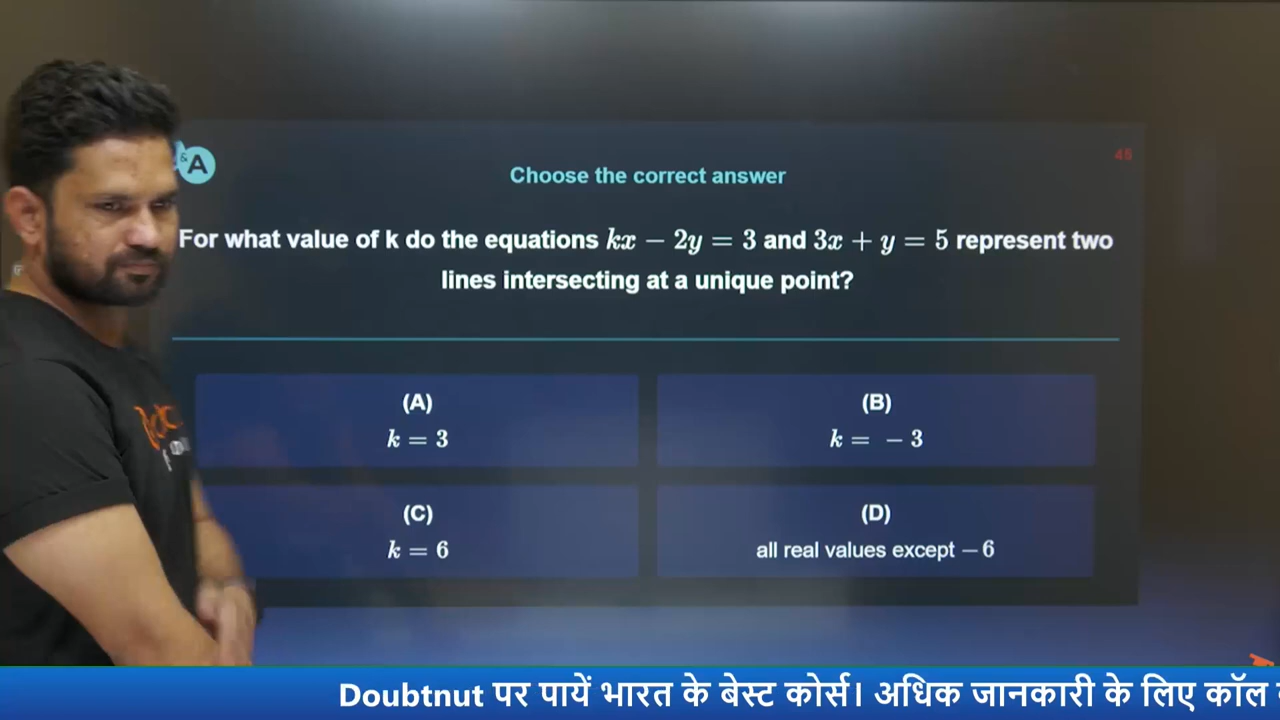 &A
45
Choose the correct answer
For what value of k do the equations kx − 2y = 3 and 3x + y = 5 represent two
lines intersecting at a unique point?
(A)
k = 3
(B)
k = − 3
(C)
k = 6
(D)
all real values except − 6
Doubtnut पर पायें भारत के बेस्ट कोर्स। अधिक जानकारी के लिए कॉल